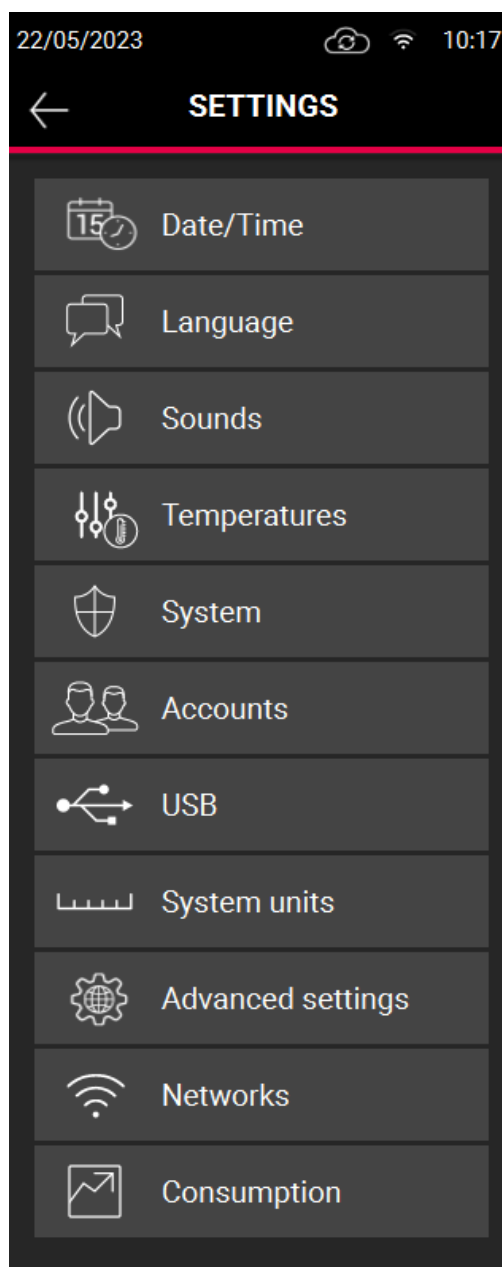 22/05/2023 10:17
SETTINGS
15
Date/Time
Language
Sounds
Temperatures
System
Accounts
USB
System units
Advanced settings
Networks
Consumption